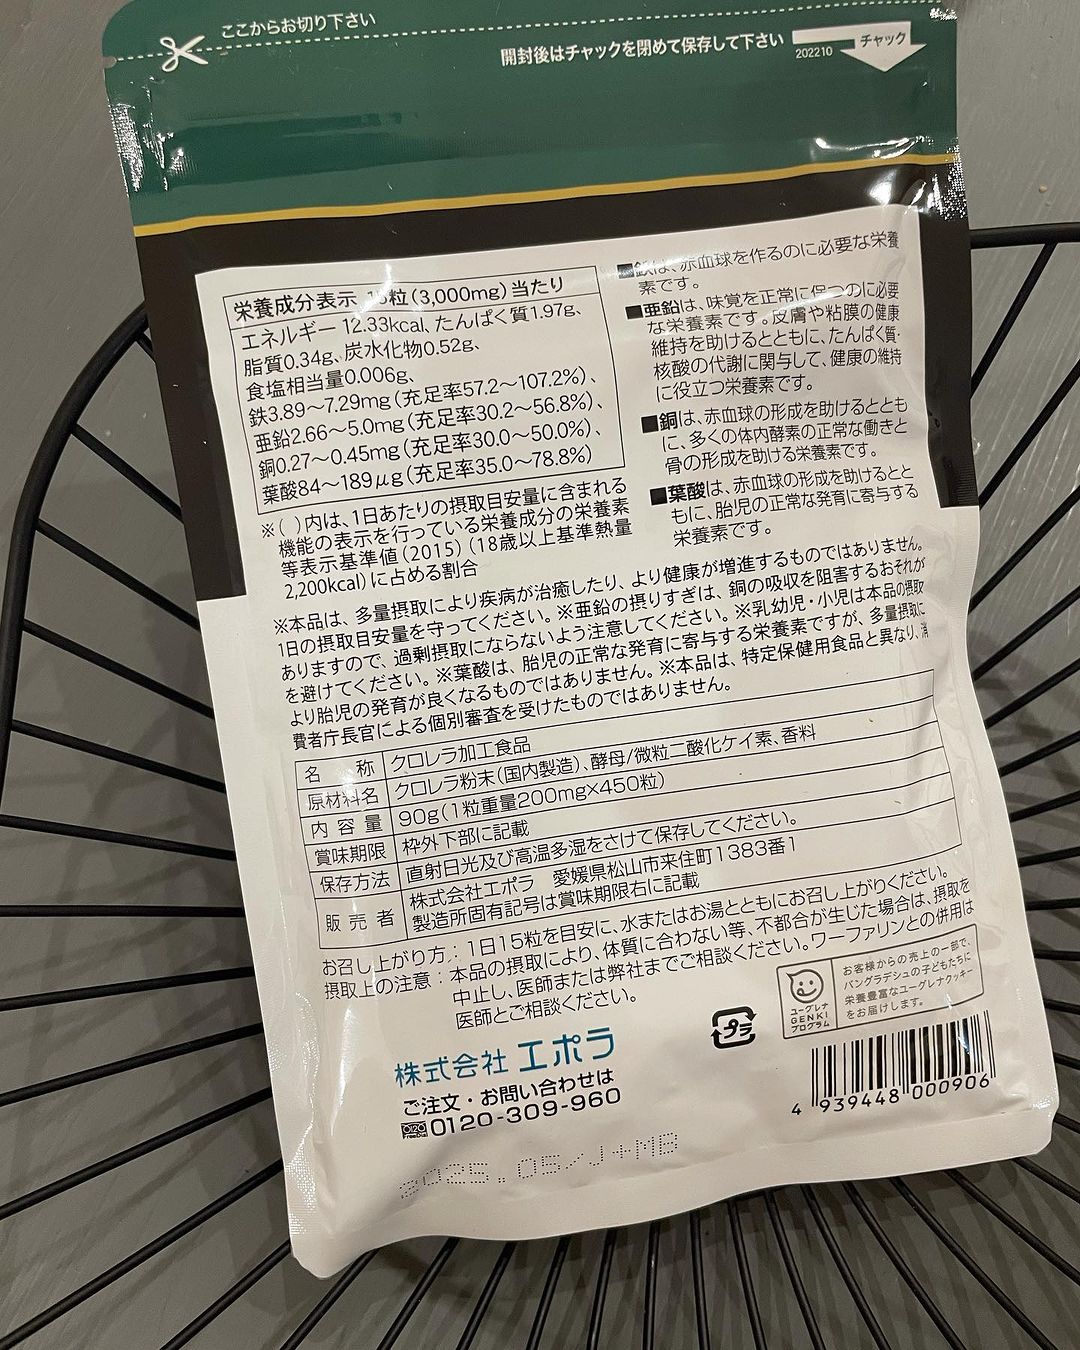 ここからお切り下さい
開封後はチャックを閉めて保存して下さい
202210
チャック
栄養成分表示 15粒(3,000mg)当たり
エネルギー 12.33kcal、たんぱく質1.97g、
脂質0.34g、炭水化物0.52g、
食塩相当量0.006g、
鉄3.89〜7.29mg(充足率57.2〜107.2%)、
亜鉛2.66〜5.0mg(充足率30.2〜56.8%)、
銅0.27〜0.45mg(充足率30.0〜50.0%)、
葉酸84〜189μg(充足率35.0〜78.8%)
※( )内は、1日あたりの摂取目安量に含まれる
機能の表示を行っている栄養成分の栄養素
等表示基準値(2015)(18歳以上基準熱量
2,200kcal)に占める割合
■鉄は、赤血球を作るのに必要な栄養
素です。
■亜鉛は、味覚を正常に保つのに必要
な栄養素です。皮膚や粘膜の健康
維持を助けるとともに、たんぱく質・
核酸の代謝に関与して、健康の維持
に役立つ栄養素です。
■銅は、赤血球の形成を助けるととも
に、多くの体内酵素の正常な働きと
骨の形成を助ける栄養素です。
■葉酸は、赤血球の形成を助けるとと
もに、胎児の正常な発育に寄与する
栄養素です。
※本品は、多量摂取により疾病が治癒したり、より健康が増進するものではありません。
1日の摂取目安量を守ってください。※亜鉛の摂りすぎは、銅の吸収を阻害するおそれが
ありますので、過剰摂取にならないよう注意してください。※乳幼児・小児は本品の摂取
を避けてください。※葉酸は、胎児の正常な発育に寄与する栄養素ですが、多量摂取に
より胎児の発育が良くなるものではありません。※本品は、特定保健用食品と異なり、消
費者庁長官による個別審査を受けたものではありません。
名称 クロレラ加工食品
原材料名 クロレラ粉末(国内製造)、酵母/微粒二酸化ケイ素、香料
内容量 90g(1粒重量200mg×450粒)
賞味期限 枠外下部に記載
保存方法 直射日光及び高温多湿をさけて保存してください。
販売者 株式会社エポラ 愛媛県松山市来住町1383番1
製造所固有記号は賞味期限右に記載
お召し上がり方：1日15粒を目安に、水またはお湯とともにお召し上がりください。
摂取上の注意：本品の摂取により、体質に合わない等、不都合が生じた場合は、摂取を
中止し、医師または弊社までご相談ください。ワーファリンとの併用は
医師とご相談ください。
プラ
ユーグレナ
GENKI
プログラム
お客様からの売上の一部で、
バングラデシュの子どもたちに
栄養豊富なユーグレナクッキー
をお届けします。
株式会社 エポラ
ご注文・お問い合わせは
FreeDial 0120-309-960
4 939448 000906
2025.05/J+MB